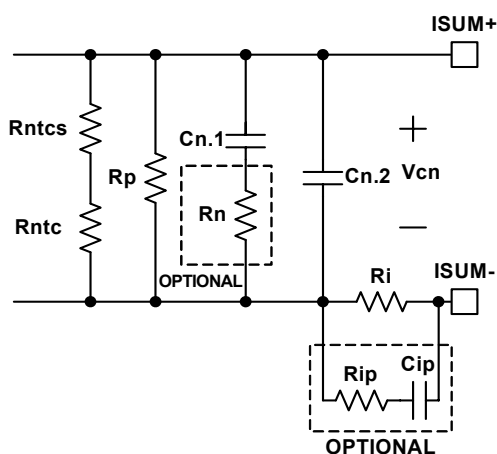 ISUM+
Rntcs
Cn.1
+
Rp
Cn.2
Vcn
Rntc
Rn
−
OPTIONAL
Ri
ISUM-
Rip
Cip
OPTIONAL